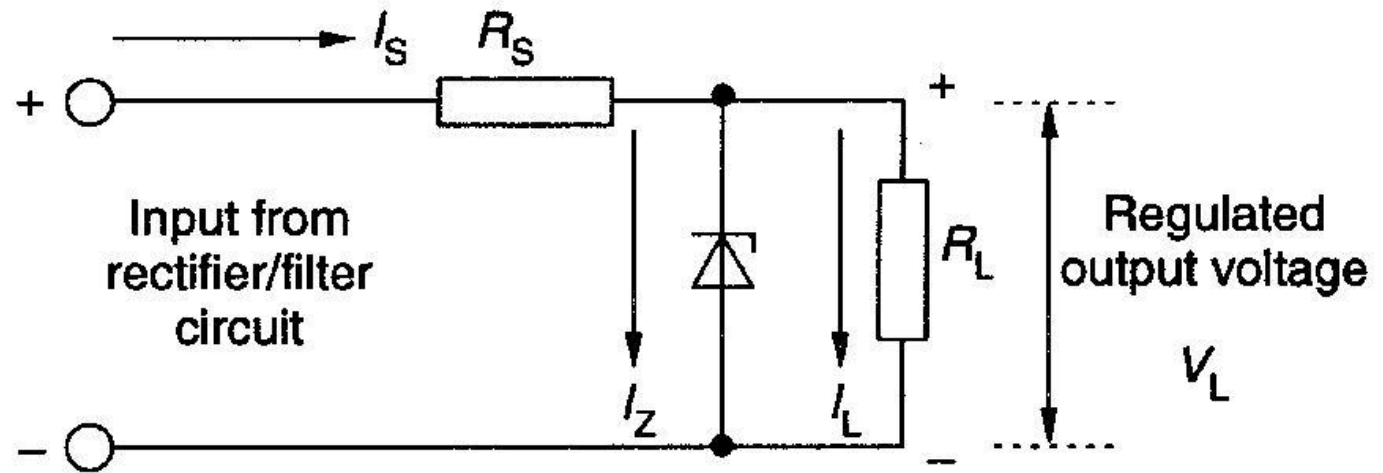 I_S
R_S
+
+
Input from
rectifier/filter
circuit
R_L
Regulated
output voltage
V_L
I_Z
I_L
−
−